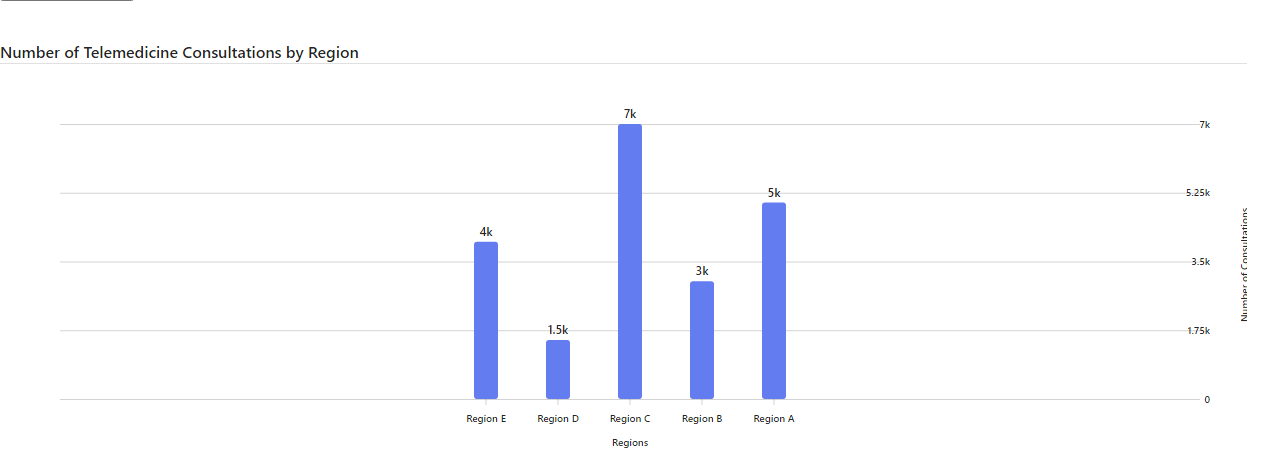 Number of Telemedicine Consultations by Region
7k
7k
5k
5.25k
4k
3.5k
3k
1.5k
1.75k
0
Number of Consultations
Region E
Region D
Region C
Region B
Region A
Regions